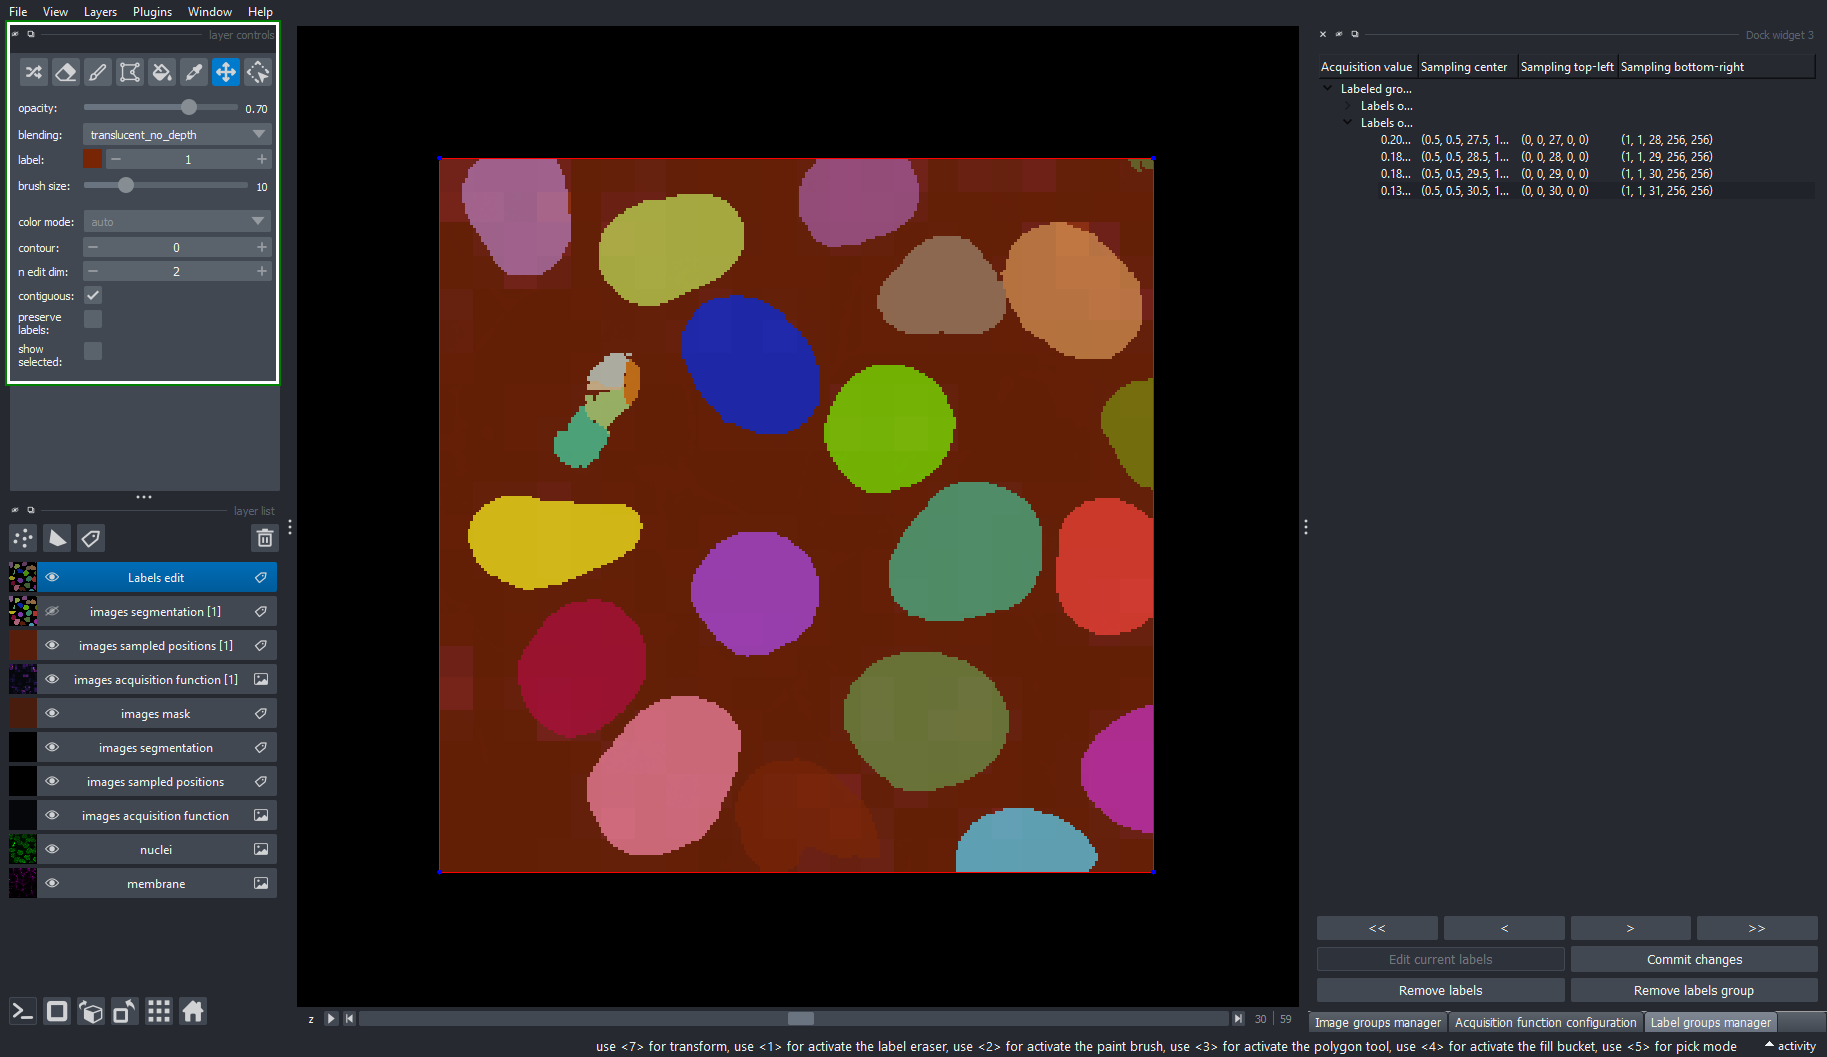 File View Layers Plugins Window Help
layer controls
opacity: 0.70
blending: translucent_no_depth
label: 1
brush size: 10
color mode: auto
contour: 0
n edit dim: 2
contiguous:
preserve labels:
show selected:
layer list
Labels edit
images segmentation [1]
images sampled positions [1]
images acquisition function [1]
images mask
images segmentation
images sampled positions
images acquisition function
nuclei
membrane
z 30 59
Dock widget 3
Acquisition value Sampling center Sampling top-left Sampling bottom-right
Labeled gro...
Labels o...
Labels o...
0.20... (0.5, 0.5, 27.5, 1... (0, 0, 27, 0, 0) (1, 1, 28, 256, 256)
0.18... (0.5, 0.5, 28.5, 1... (0, 0, 28, 0, 0) (1, 1, 29, 256, 256)
0.18... (0.5, 0.5, 29.5, 1... (0, 0, 29, 0, 0) (1, 1, 30, 256, 256)
0.13... (0.5, 0.5, 30.5, 1... (0, 0, 30, 0, 0) (1, 1, 31, 256, 256)
<< < > >>
Edit current labels Commit changes
Remove labels Remove labels group
Image groups manager Acquisition function configuration Label groups manager
use <7> for transform, use <1> for activate the label eraser, use <2> for activate the paint brush, use <3> for activate the polygon tool, use <4> for activate the fill bucket, use <5> for pick mode activity